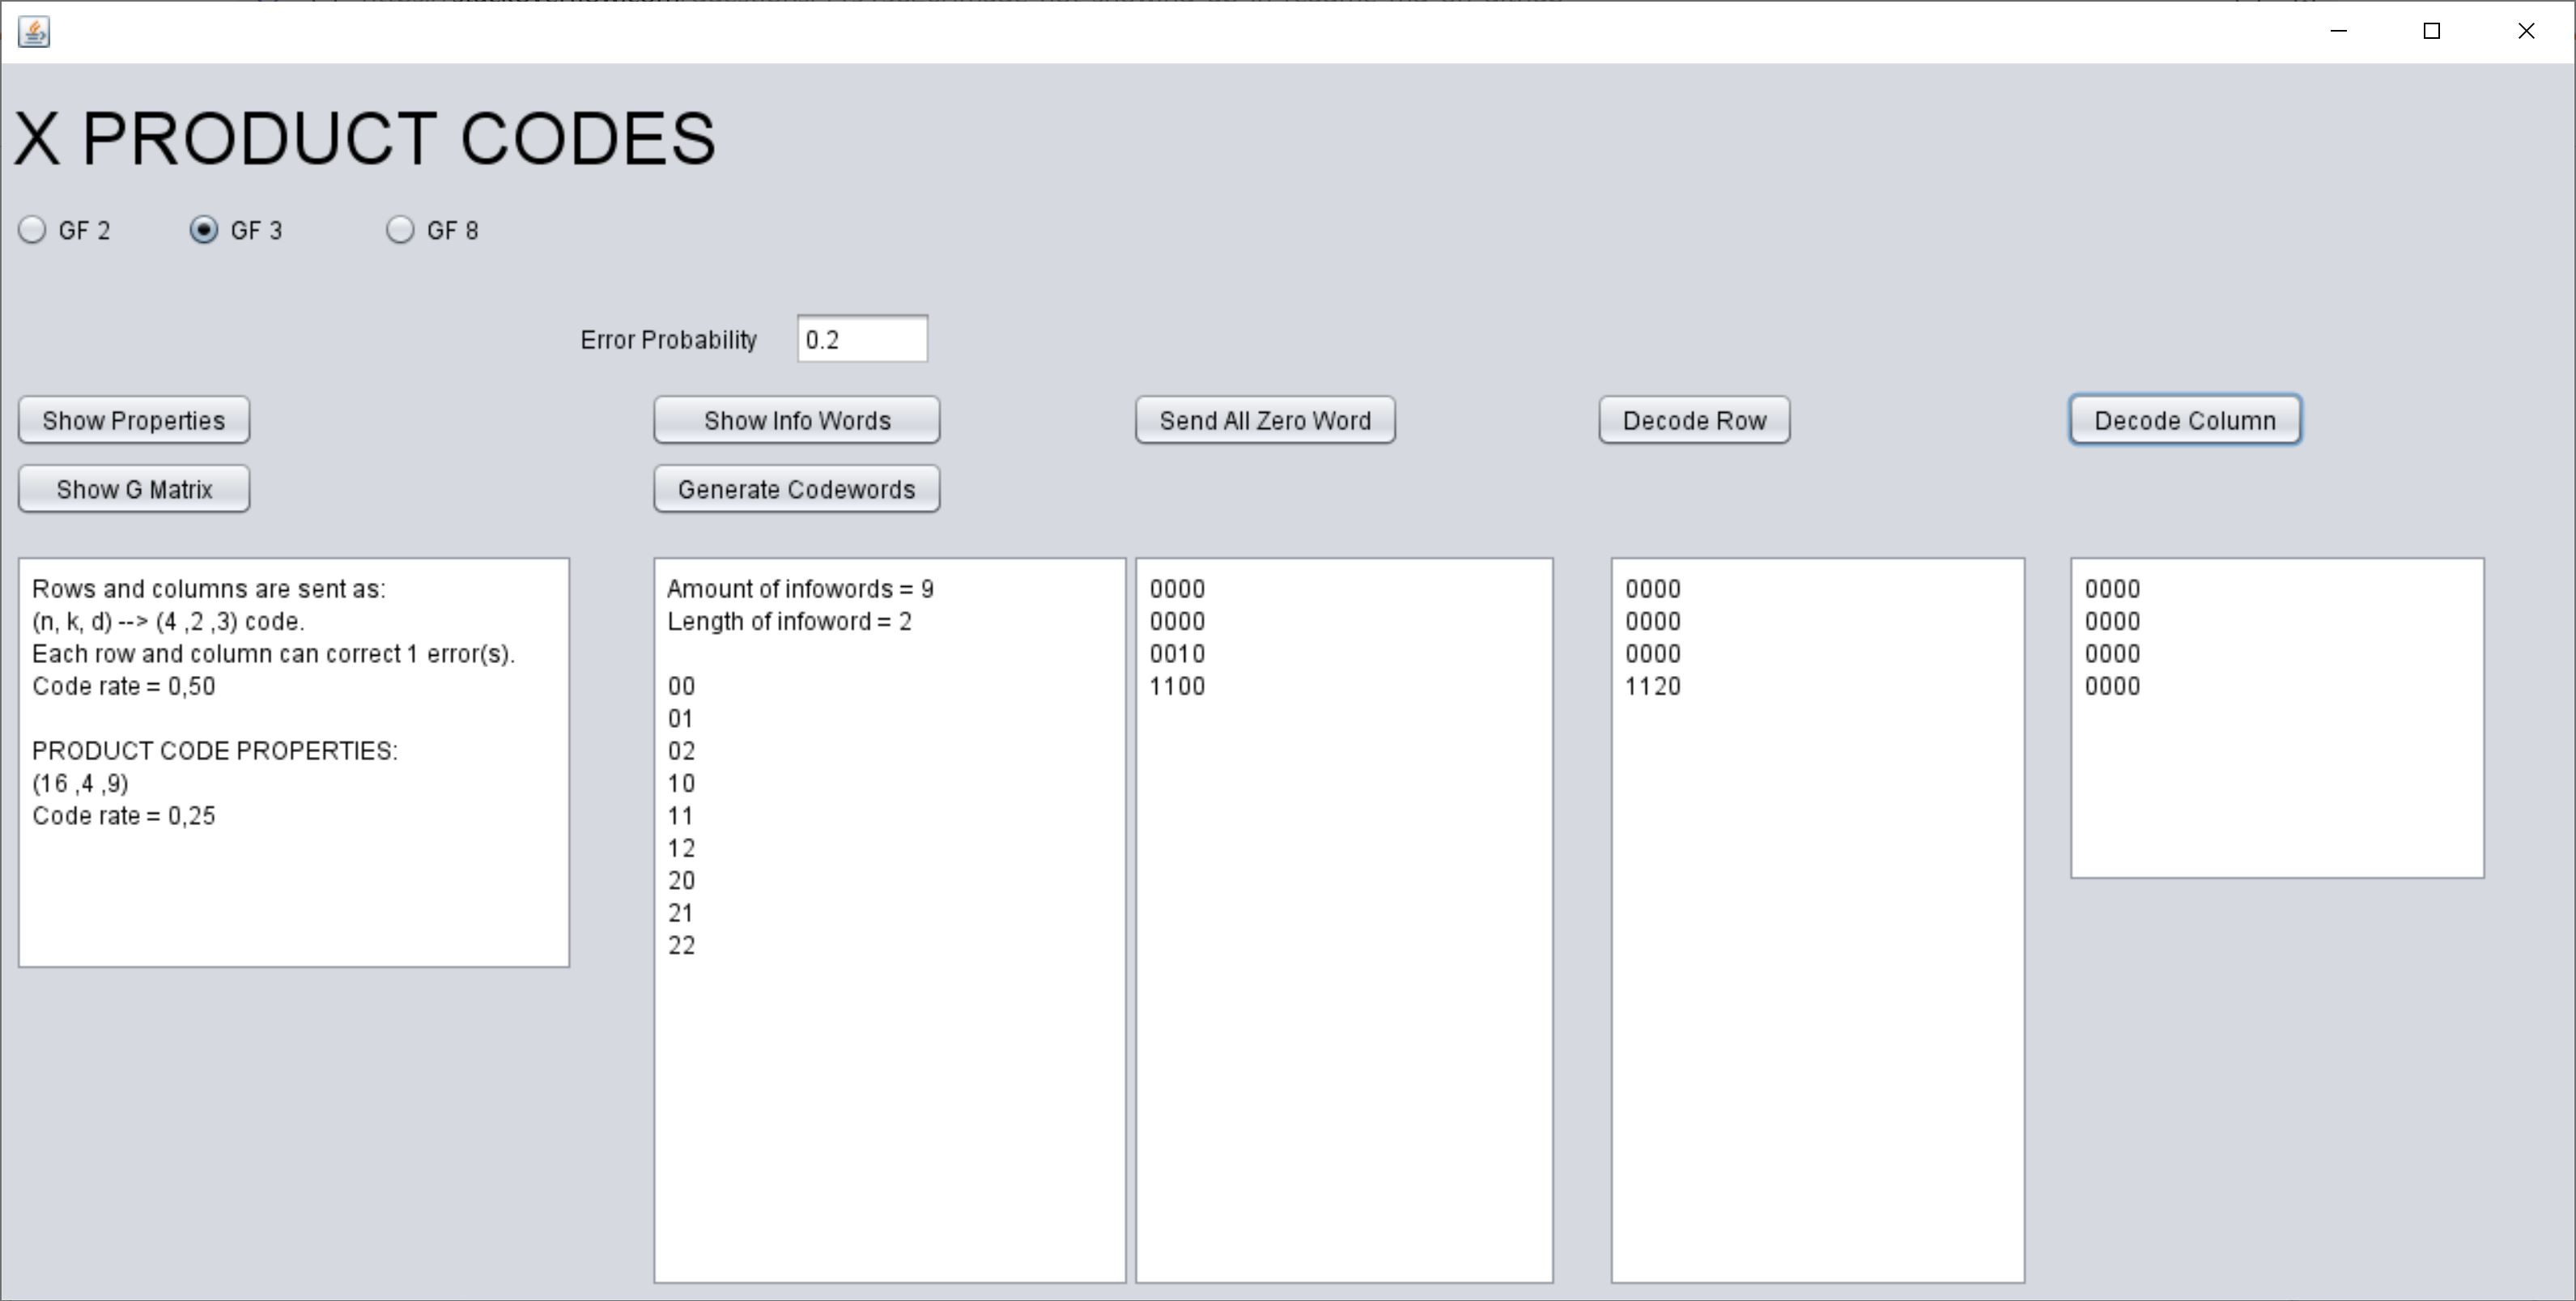 X PRODUCT CODES
GF 2
GF 3
GF 8
Error Probability
0.2
Show Properties
Show Info Words
Send All Zero Word
Decode Row
Decode Column
Show G Matrix
Generate Codewords
Rows and columns are sent as:
(n, k, d) --> (4 ,2 ,3) code.
Each row and column can correct 1 error(s).
Code rate = 0,50
PRODUCT CODE PROPERTIES:
(16 ,4 ,9)
Code rate = 0,25
Amount of infowords = 9
Length of infoword = 2
00
01
02
10
11
12
20
21
22
0000
0000
0010
1100
0000
0000
0000
1120
0000
0000
0000
0000